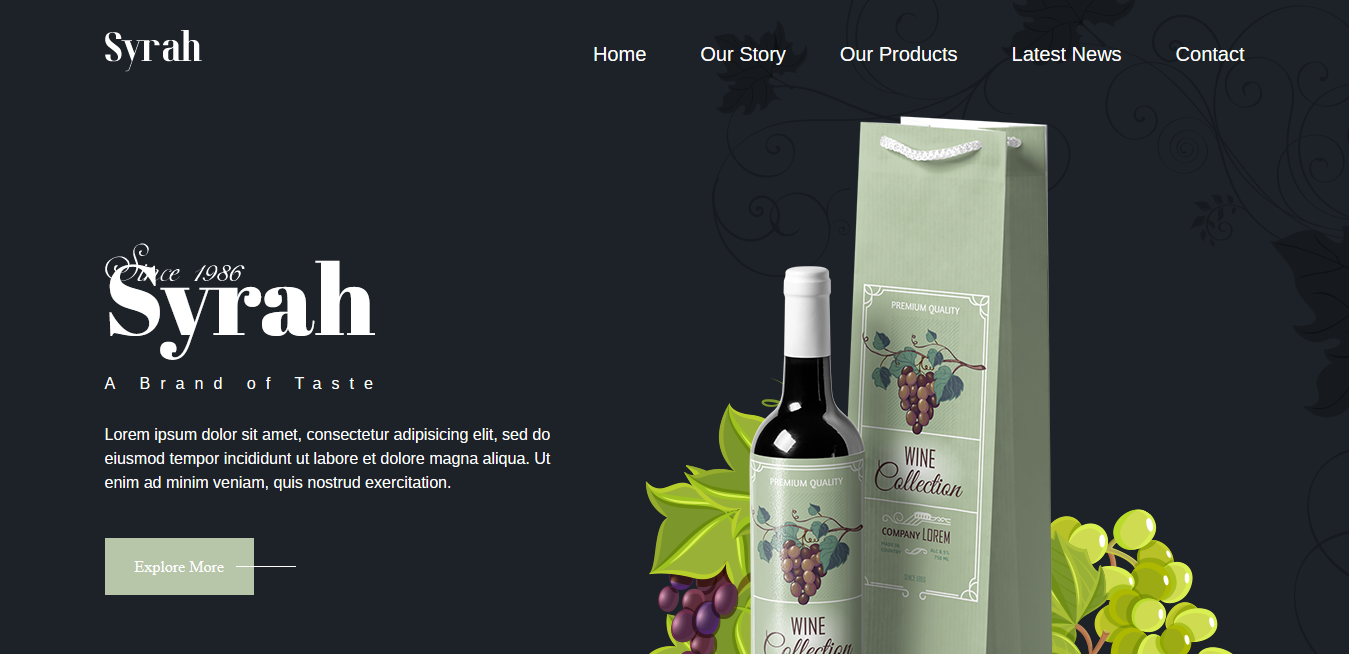 Syrah
Home Our Story Our Products Latest News Contact
Since 1986
Syrah
A Brand of Taste
Lorem ipsum dolor sit amet, consectetur adipisicing elit, sed do
eiusmod tempor incididunt ut labore et dolore magna aliqua. Ut
enim ad minim veniam, quis nostrud exercitation.
Explore More
PREMIUM QUALITY
WINE
Collection
COMPANY LOREM
PREMIUM QUALITY
WINE
Collection